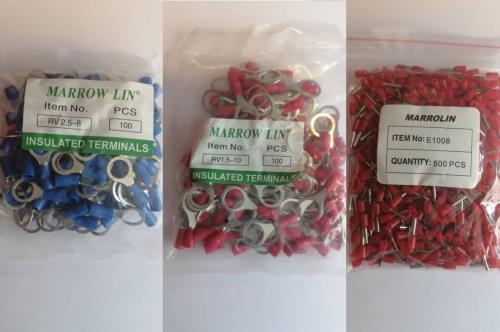 MARROW LIN®
Item No. PCS
RV 2.5–8 100
INSULATED TERMINALS
MARROW LIN®
Item No. PCS
RV1.5–10 100
INSULATED TERMINALS
MARROLIN
ITEM No: E1008
QUANTITY: 500 PCS